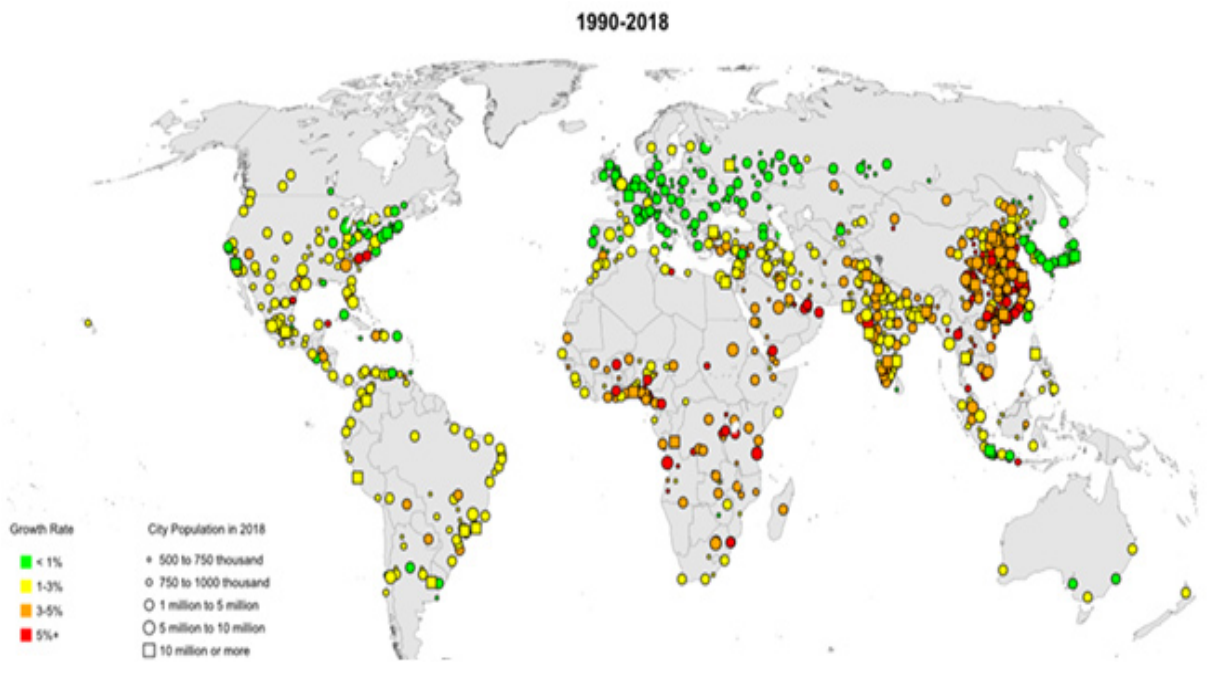 1990-2018
Growth Rate
< 1%
1-3%
3-5%
5%+
City Population in 2018
500 to 750 thousand
750 to 1000 thousand
1 million to 5 million
5 million to 10 million
10 million or more